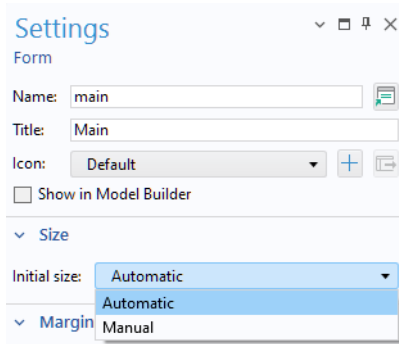 Settings
Form
Name: main
Title: Main
Icon: Default
Show in Model Builder
Size
Initial size: Automatic
Automatic
Margin
Manual